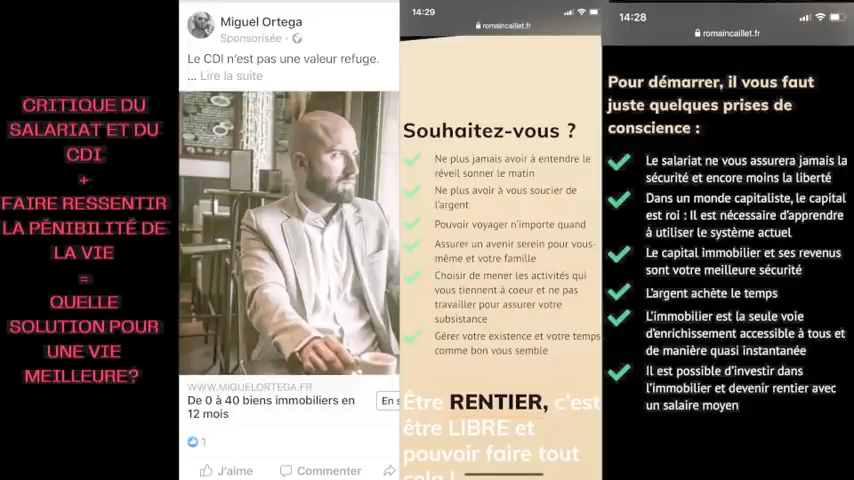 CRITIQUE DU
SALARIAT ET DU
CDI
+
FAIRE RESSENTIR
LA PÉNIBILITÉ DE
LA VIE
=
QUELLE
SOLUTION POUR
UNE VIE
MEILLEURE?
Miguel Ortega
Sponsorisée
Le CDI n'est pas une valeur refuge.
... Lire la suite
WWW.MIGUELORTEGA.FR
De 0 à 40 biens immobiliers en
12 mois
En s
1
J'aime
Commenter
14:29
romaincaillet.fr
Souhaitez-vous ?
Ne plus jamais avoir à entendre le
réveil sonner le matin
Ne plus avoir à vous soucier de
l'argent
Pouvoir voyager n'importe quand
Assurer un avenir serein pour vous-
même et votre famille
Choisir de mener les activités qui
vous tiennent à coeur et ne pas
travailler pour assurer votre
subsistance
Gérer votre existence et votre temps
comme bon vous semble
Être RENTIER, c'est
être LIBRE et
pouvoir faire tout
cela !
14:28
romaincaillet.fr
Pour démarrer, il vous faut
juste quelques prises de
conscience :
Le salariat ne vous assurera jamais la
sécurité et encore moins la liberté
Dans un monde capitaliste, le capital
est roi : Il est nécessaire d'apprendre
à utiliser le système actuel
Le capital immobilier et ses revenus
sont votre meilleure sécurité
L'argent achète le temps
L'immobilier est la seule voie
d'enrichissement accessible à tous et
de manière quasi instantanée
Il est possible d'investir dans
l'immobilier et devenir rentier avec
un salaire moyen